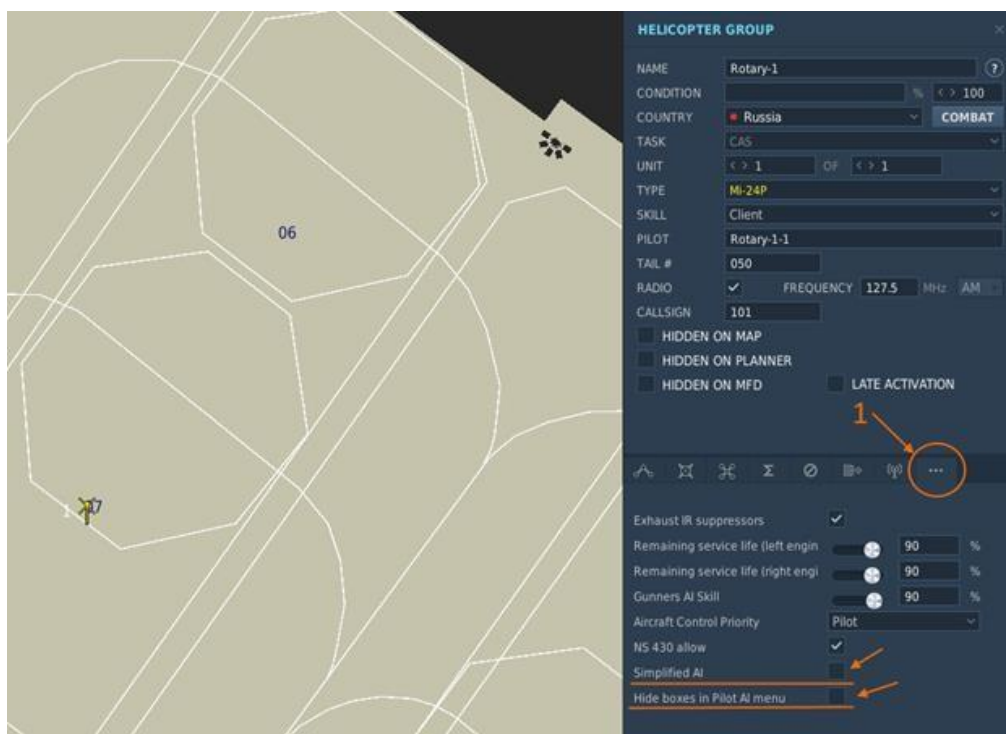 HELICOPTER GROUP
NAME Rotary-1 ?
CONDITION % < > 100
COUNTRY Russia COMBAT
TASK CAS
UNIT < > 1 OF < > 1
TYPE Mi-24P
SKILL Client
PILOT Rotary-1-1
TAIL # 050
RADIO FREQUENCY 127.5 MHz AM
CALLSIGN 101
HIDDEN ON MAP
HIDDEN ON PLANNER
HIDDEN ON MFD LATE ACTIVATION
1
Exhaust IR suppressors
Remaining service life (left engin 90 %
Remaining service life (right engi 90 %
Gunners AI Skill 90 %
Aircraft Control Priority Pilot
NS 430 allow
Simplified AI
Hide boxes in Pilot AI menu
06
1